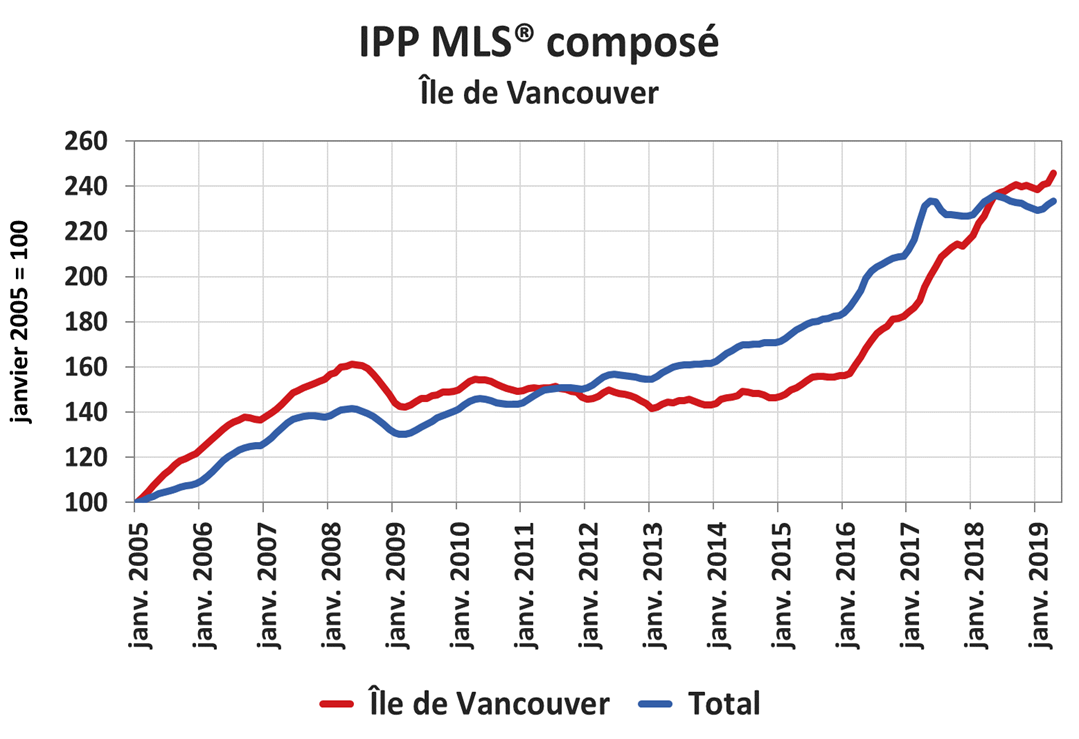 IPP MLS® composé
Île de Vancouver
janvier 2005 = 100
260
240
220
200
180
160
140
120
100
janv. 2005
janv. 2006
janv. 2007
janv. 2008
janv. 2009
janv. 2010
janv. 2011
janv. 2012
janv. 2013
janv. 2014
janv. 2015
janv. 2016
janv. 2017
janv. 2018
janv. 2019
Île de Vancouver
Total